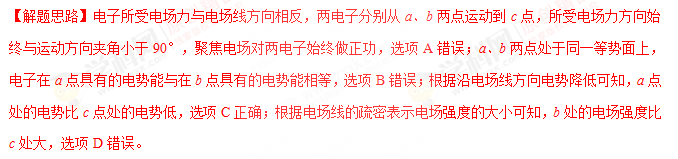 【解题思路】电子所受电场力与电场线方向相反，两电子分别从 a、b 两点运动到 c 点，所受电场力方向始
终与运动方向夹角小于 90°，聚焦电场对两电子始终做正功，选项 A 错误；a、b 两点处于同一等势面上，
电子在 a 点具有的电势能与在 b 点具有的电势能相等，选项 B 错误；根据沿电场线方向电势降低可知，a 点
处的电势比 c 点处的电势低，选项 C 正确；根据电场线的疏密表示电场强度的大小可知，b 处的电场强度比
c 处大，选项 D 错误。